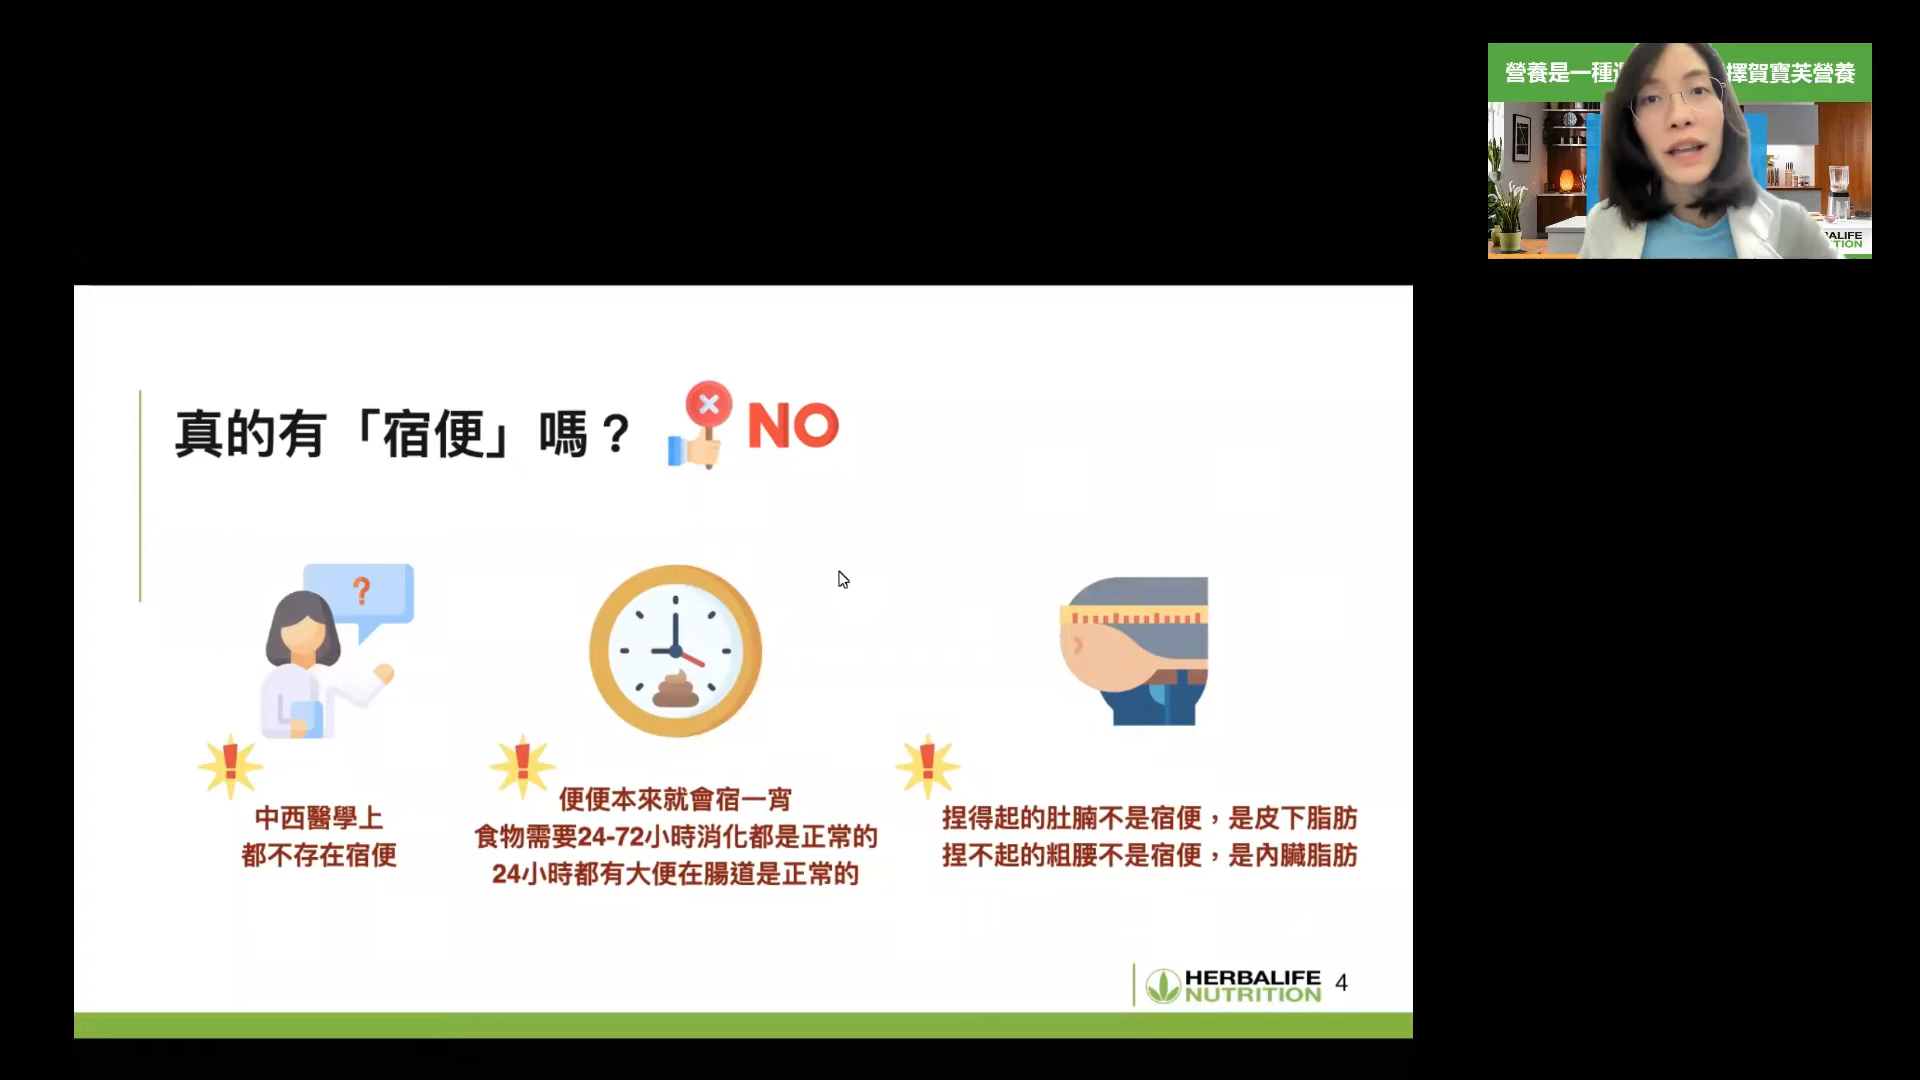 營養是一種
擇賀寶芙營養
ALIFE
TION
真的有「宿便」嗎？
NO
?
!
!
!
中西醫學上
都不存在宿便
便便本來就會宿一宵
食物需要24-72小時消化都是正常的
24小時都有大便在腸道是正常的
捏得起的肚腩不是宿便，是皮下脂肪
捏不起的粗腰不是宿便，是內臟脂肪
HERBALIFE
NUTRITION
4